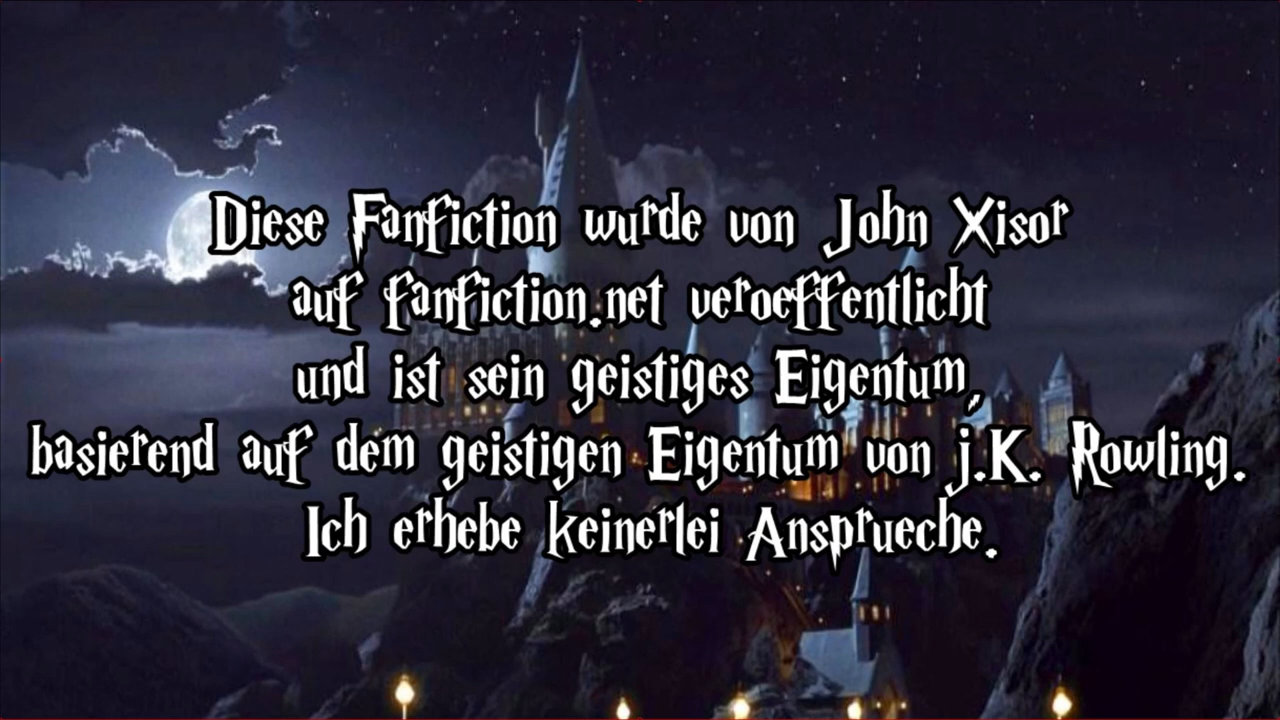 Diese Fanfiction wurde von John Xisor
auf fanfiction.net veroeffentlicht
und ist sein geistiges Eigentum,
basierend auf dem geistigen Eigentum von j.K. Rowling.
Ich erhebe keinerlei Ansprueche.